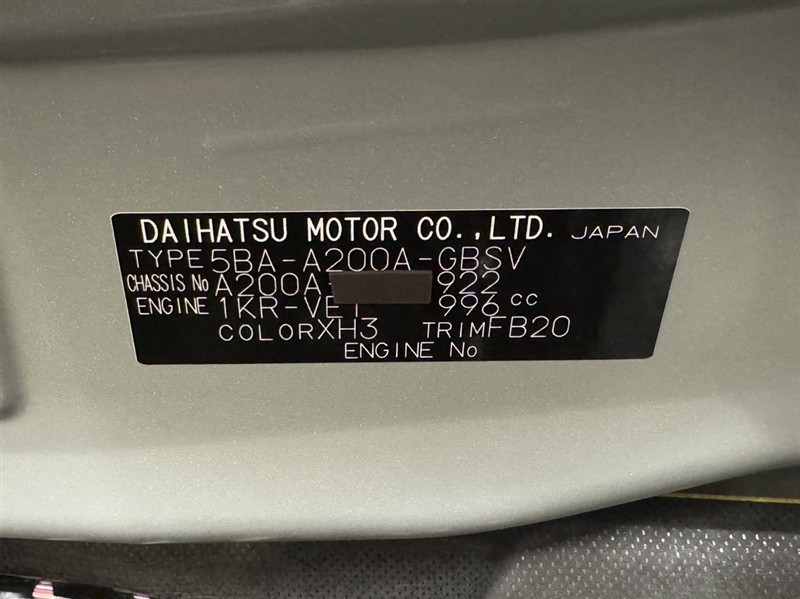 DAIHATSU MOTOR CO.,LTD. JAPAN
TYPE 5BA-A200A-GBSV
CHASSIS No A200A 922
ENGINE 1KR-VET 996 cc
COLOR XH3 TRIM FB20
ENGINE No